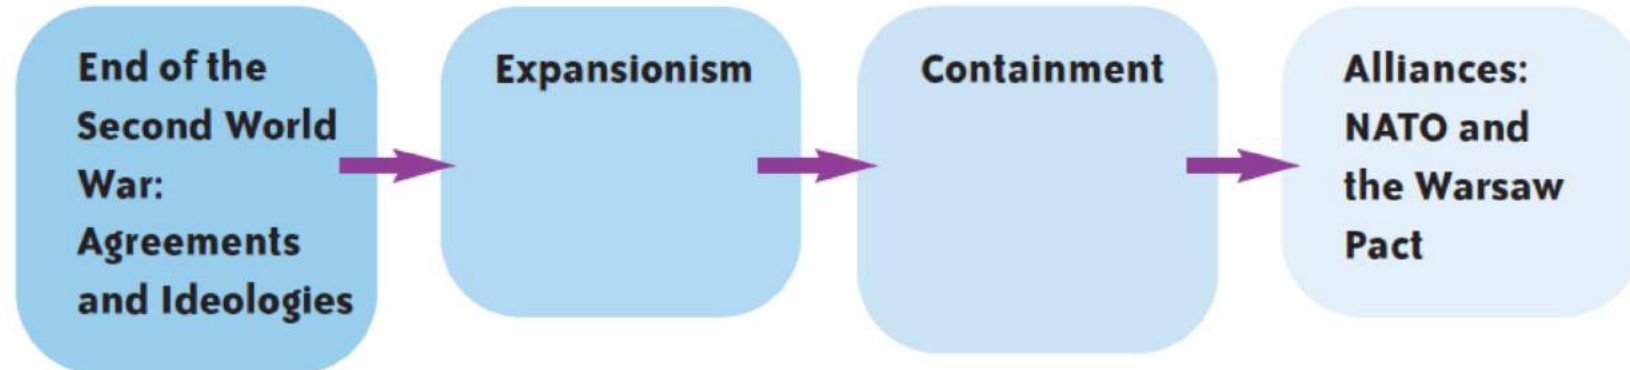 End of the
Second World
War:
Agreements
and Ideologies
Expansionism
Containment
Alliances:
NATO and
the Warsaw
Pact